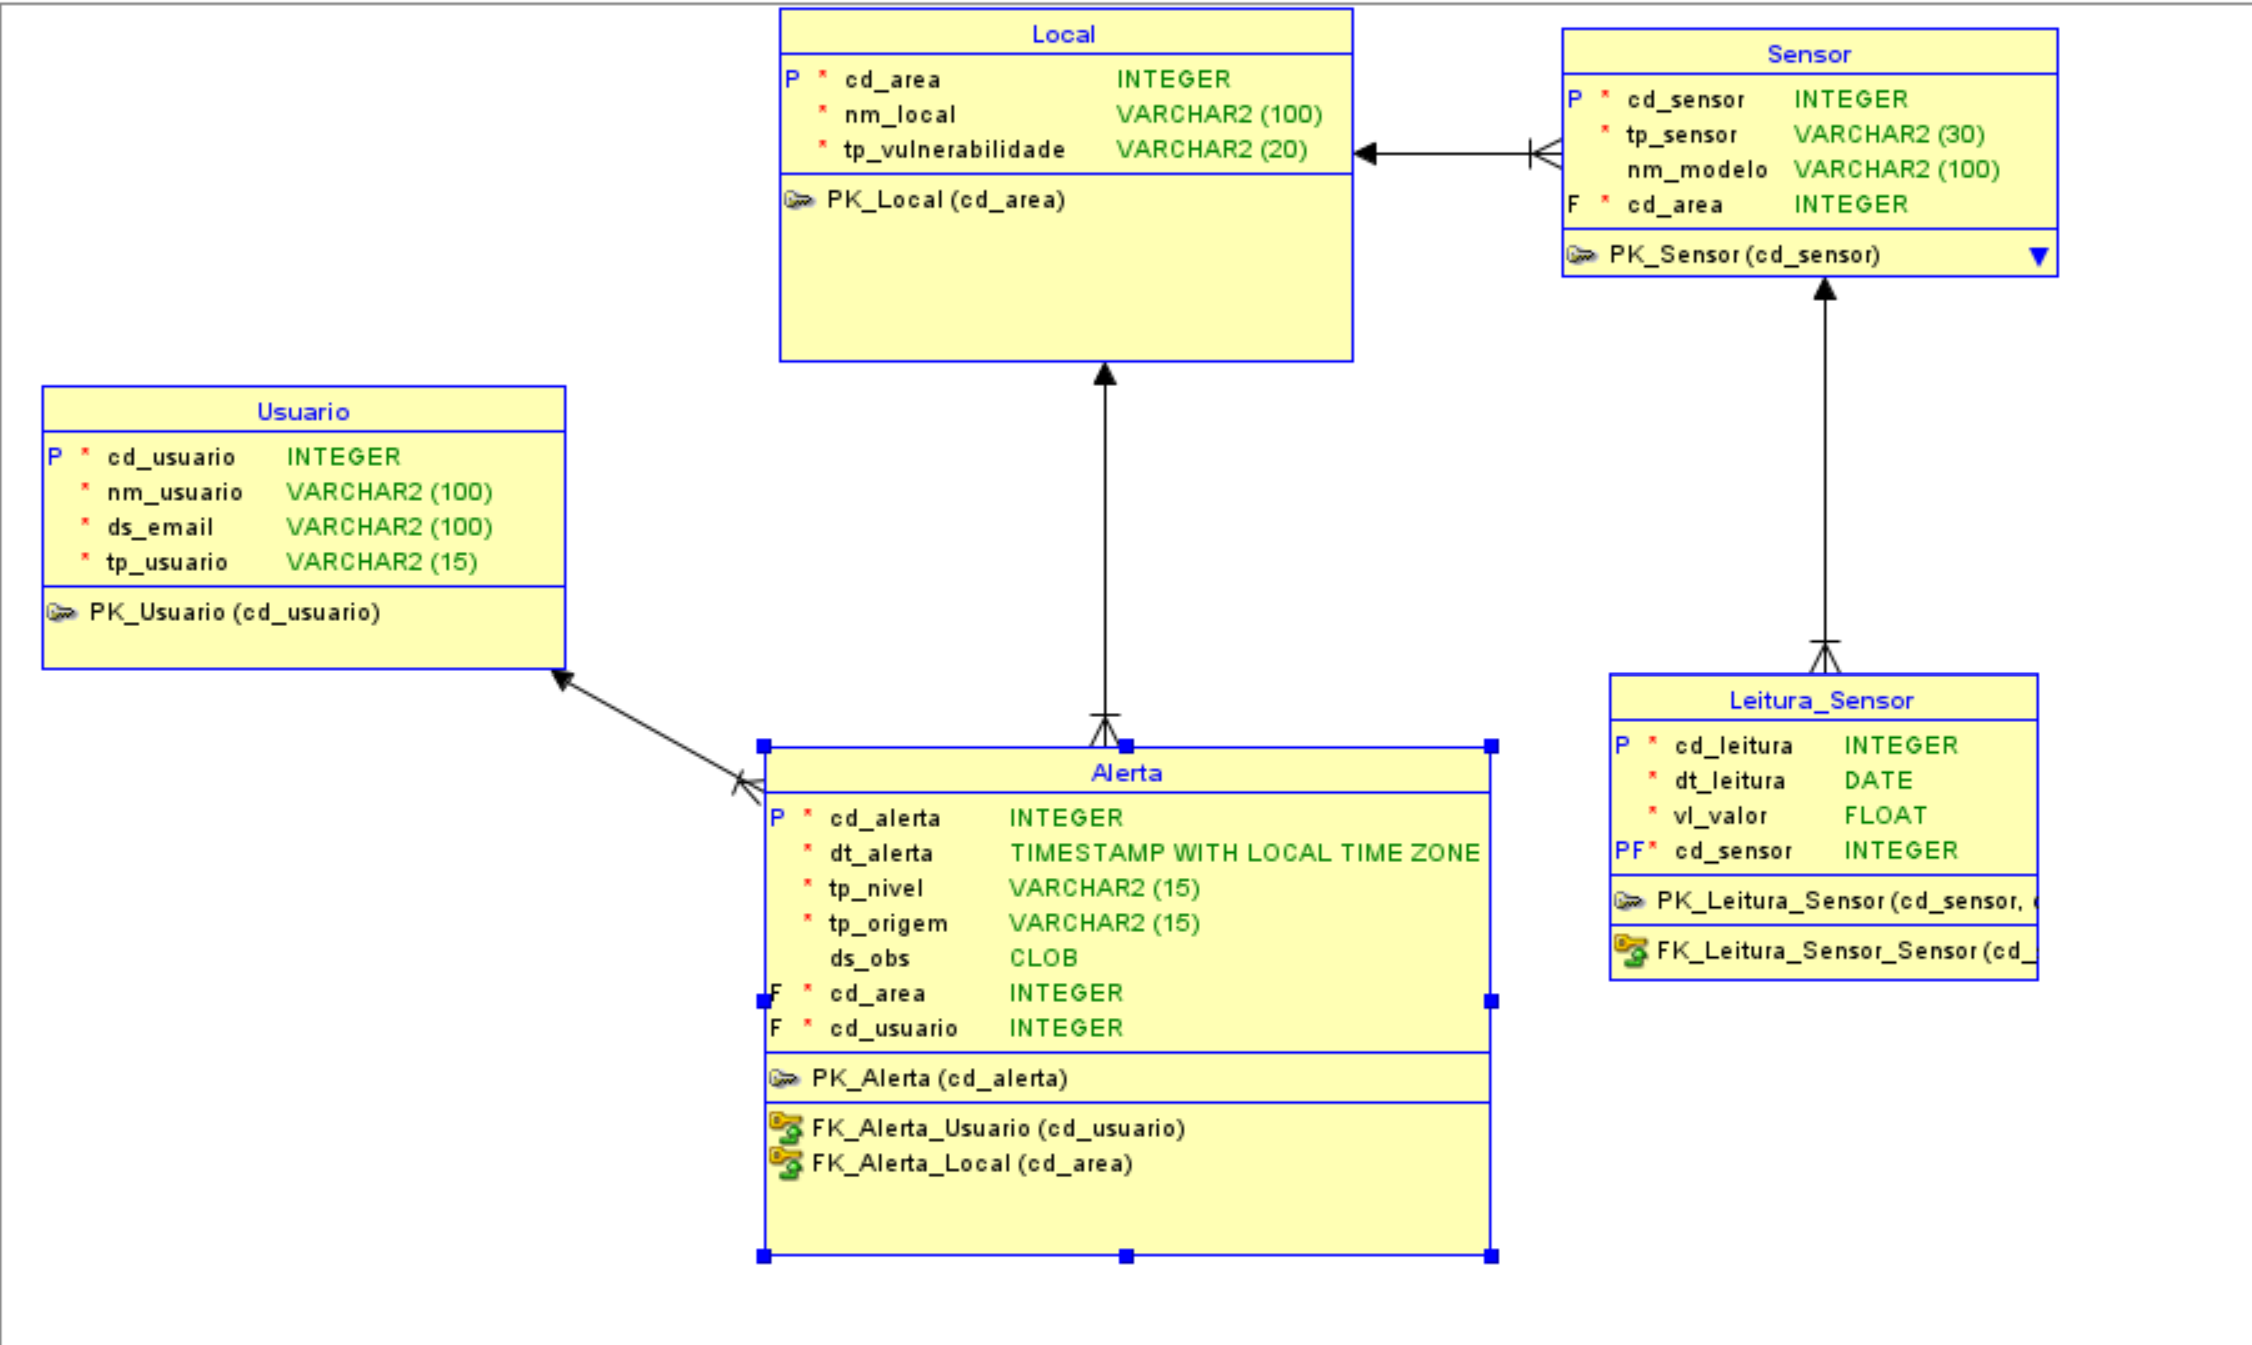 Local
P * cd_area INTEGER
* nm_local VARCHAR2 (100)
* tp_vulnerabilidade VARCHAR2 (20)
PK_Local (cd_area)
Sensor
P * cd_sensor INTEGER
* tp_sensor VARCHAR2 (30)
nm_modelo VARCHAR2 (100)
F * cd_area INTEGER
PK_Sensor (cd_sensor)
Usuario
P * cd_usuario INTEGER
* nm_usuario VARCHAR2 (100)
* ds_email VARCHAR2 (100)
* tp_usuario VARCHAR2 (15)
PK_Usuario (cd_usuario)
Alerta
P * cd_alerta INTEGER
* dt_alerta TIMESTAMP WITH LOCAL TIME ZONE
* tp_nivel VARCHAR2 (15)
* tp_origem VARCHAR2 (15)
ds_obs CLOB
F * cd_area INTEGER
F * cd_usuario INTEGER
PK_Alerta (cd_alerta)
FK_Alerta_Usuario (cd_usuario)
FK_Alerta_Local (cd_area)
Leitura_Sensor
P * cd_leitura INTEGER
* dt_leitura DATE
* vl_valor FLOAT
PF * cd_sensor INTEGER
PK_Leitura_Sensor (cd_sensor,
FK_Leitura_Sensor_Sensor (cd_